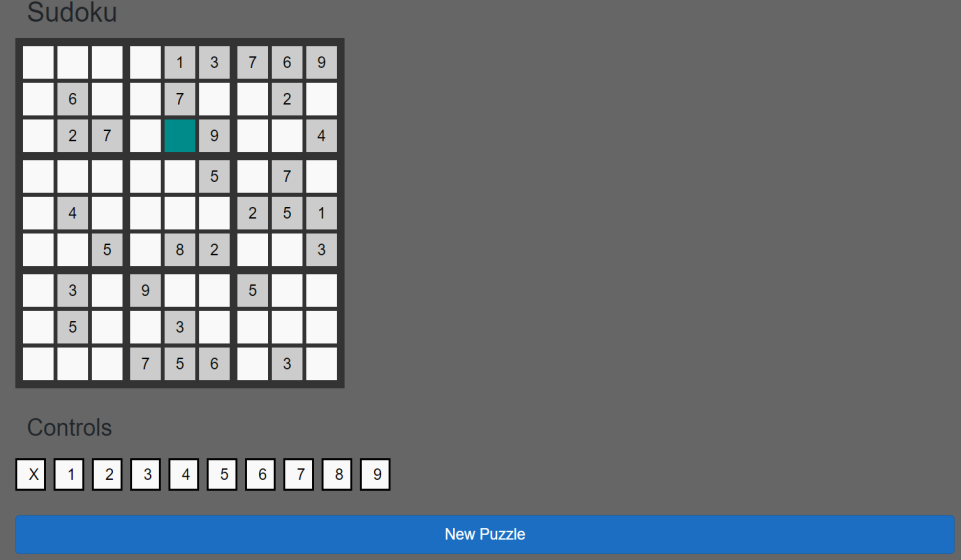 Sudoku
1 3 7 6 9
6 7 2
2 7 9 4
5 7
4 2 5 1
5 8 2 3
3 9 5
5 3
7 5 6 3
Controls
X 1 2 3 4 5 6 7 8 9
New Puzzle